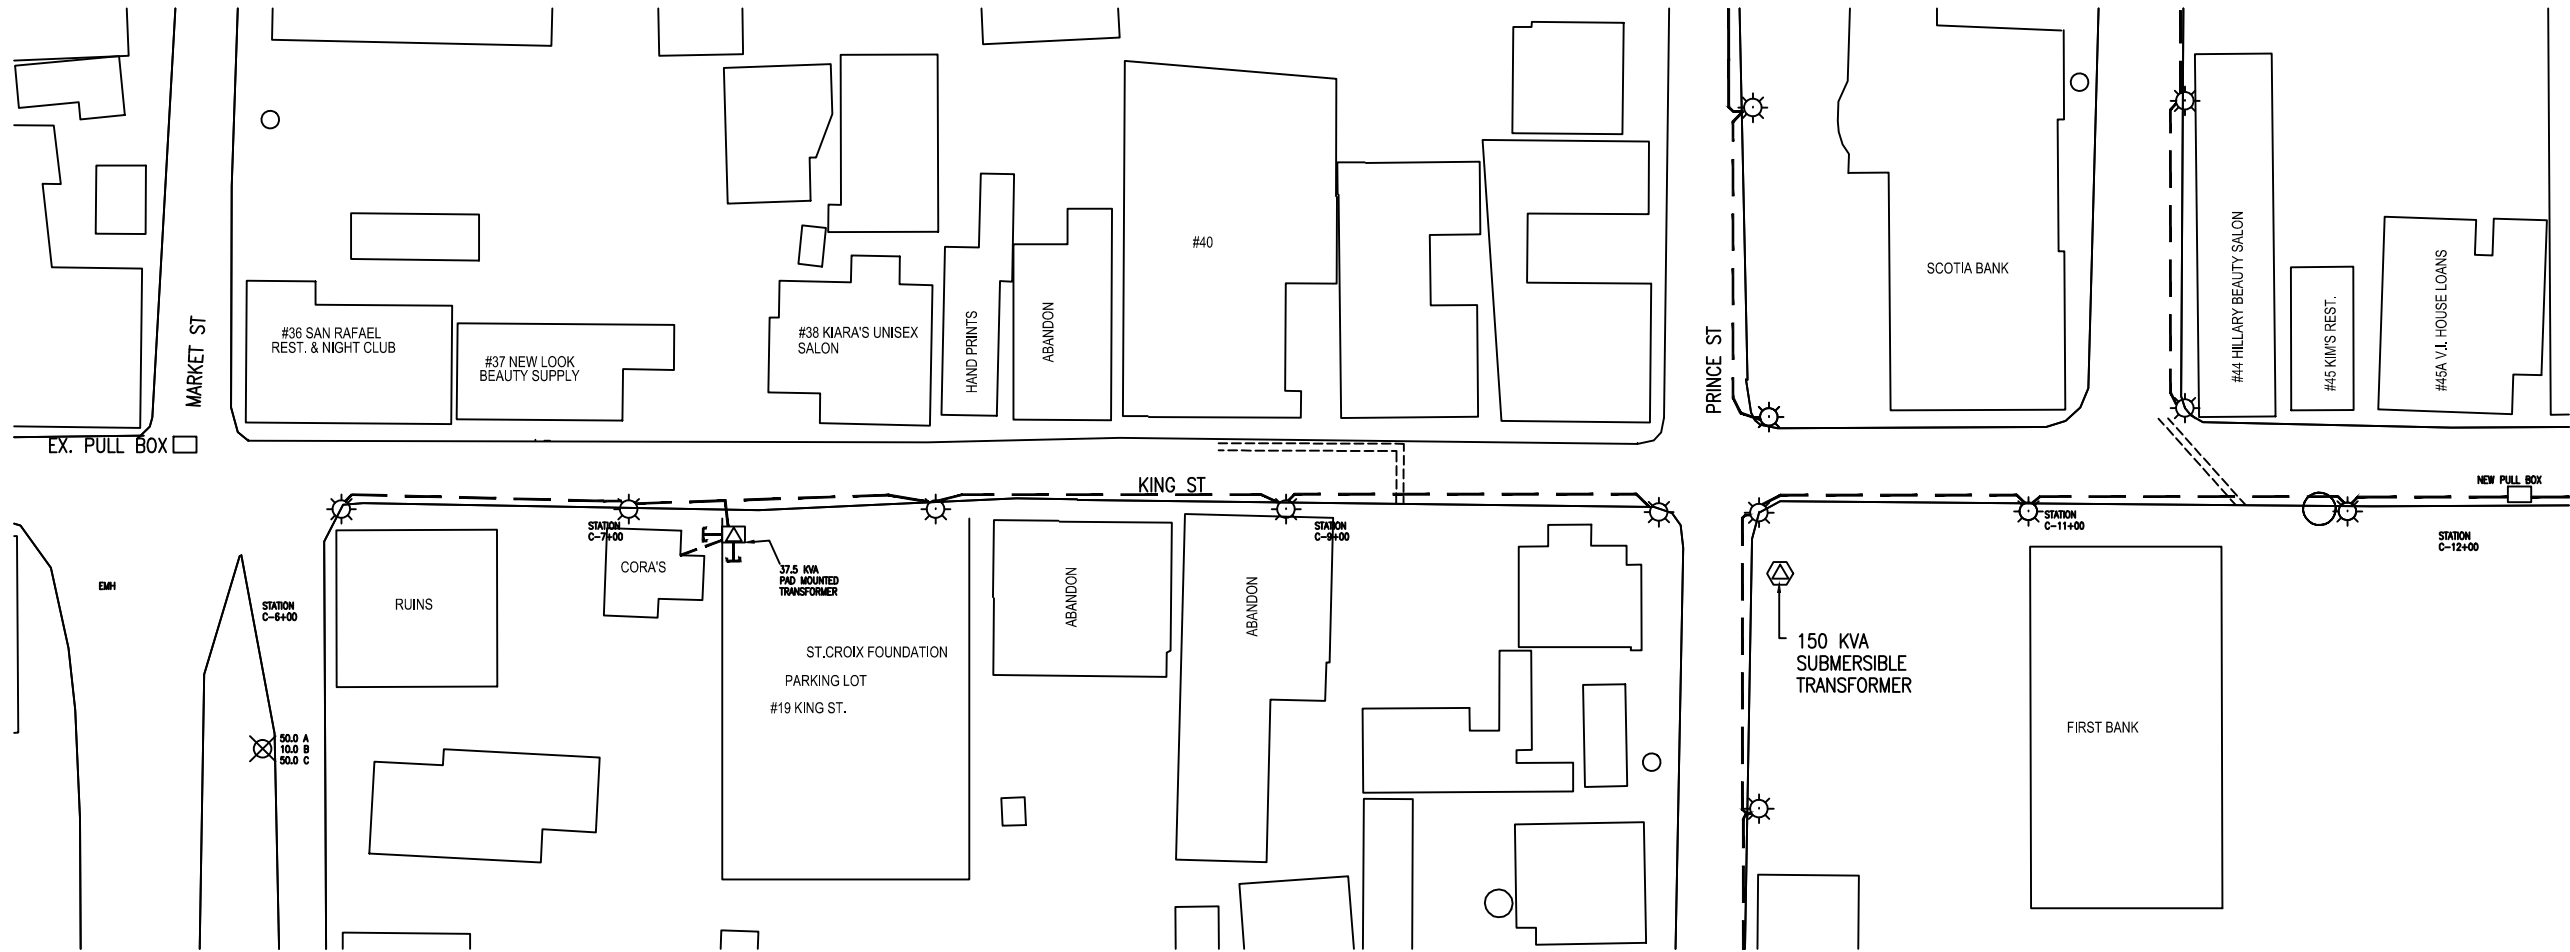 #40
SCOTIA BANK
#44 HILLARY BEAUTY SALON
#45 KIM'S REST.
#45A V.I. HOUSE LOANS
MARKET ST
#36 SAN RAFAEL
REST. & NIGHT CLUB
#37 NEW LOOK
BEAUTY SUPPLY
#38 KIARA'S UNISEX
SALON
HAND PRINTS
ABANDON
PRINCE ST
EX. PULL BOX
KING ST
NEW PULL BOX
STATION
C-7+00
STATION
C-9+00
STATION
C-11+00
STATION
C-12+00
EMH
STATION
C-6+00
RUINS
CORA'S
37.5 KVA
PAD MOUNTED
TRANSFORMER
ABANDON
ABANDON
ST.CROIX FOUNDATION
PARKING LOT
#19 KING ST.
150 KVA
SUBMERSIBLE
TRANSFORMER
FIRST BANK
50.0 A
10.0 B
50.0 C